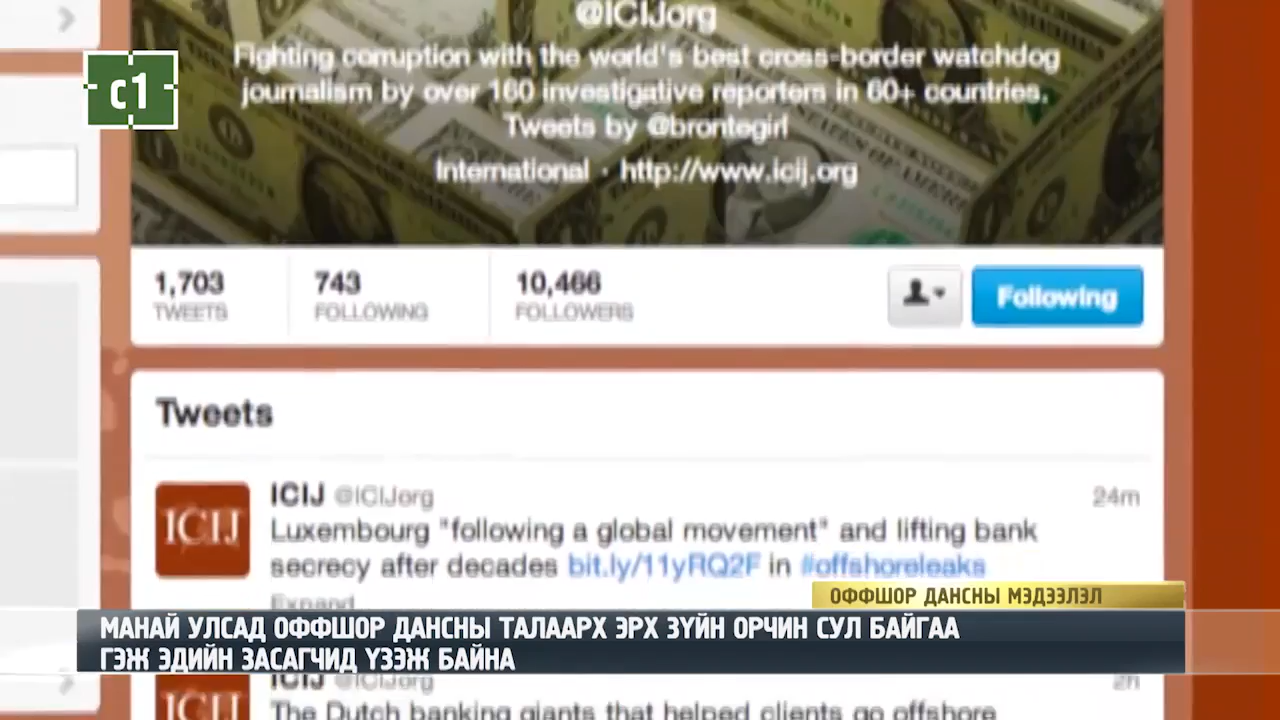 @ICIJorg
Fighting corruption with the world's best cross-border watchdog
journalism by over 160 investigative reporters in 60+ countries.
Tweets by @brontegirl
International · http://www.icij.org
c1
1,703
TWEETS
743
FOLLOWING
10,466
FOLLOWERS
Following
Tweets
ICIJ
ICIJ @ICIJorg
24m
Luxembourg "following a global movement" and lifting bank
secrecy after decades bit.ly/11yRQ2F in #offshoreleaks
Expand
ОФФШОР ДАНСНЫ МЭДЭЭЛЭЛ
МАНАЙ УЛСАД ОФФШОР ДАНСНЫ ТАЛААРХ ЭРХ ЗҮЙН ОРЧИН СУЛ БАЙГАА
ГЭЖ ЭДИЙН ЗАСАГЧИД ҮЗЭЖ БАЙНА
ICIJ
ICIJ @ICIJorg
2h
The Dutch banking giants that helped clients go offshore